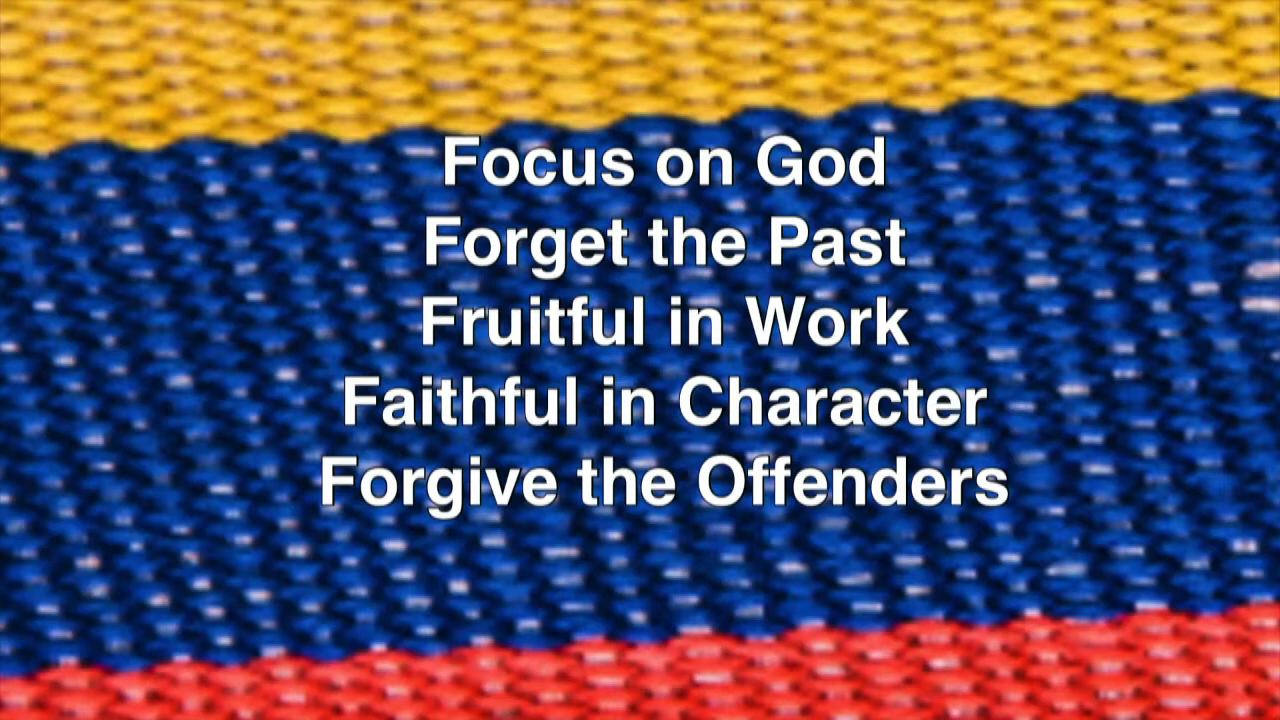 Focus on God
Forget the Past
Fruitful in Work
Faithful in Character
Forgive the Offenders